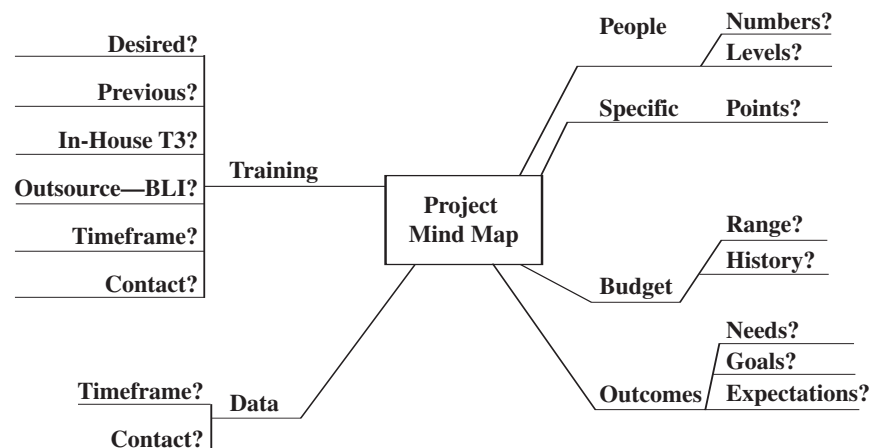 Desired?
Previous?
In-House T3?
Outsource—BLI?
Timeframe?
Contact?
Training
Timeframe?
Contact?
Data
Project
Mind Map
People
Numbers?
Levels?
Specific
Points?
Budget
Range?
History?
Outcomes
Needs?
Goals?
Expectations?